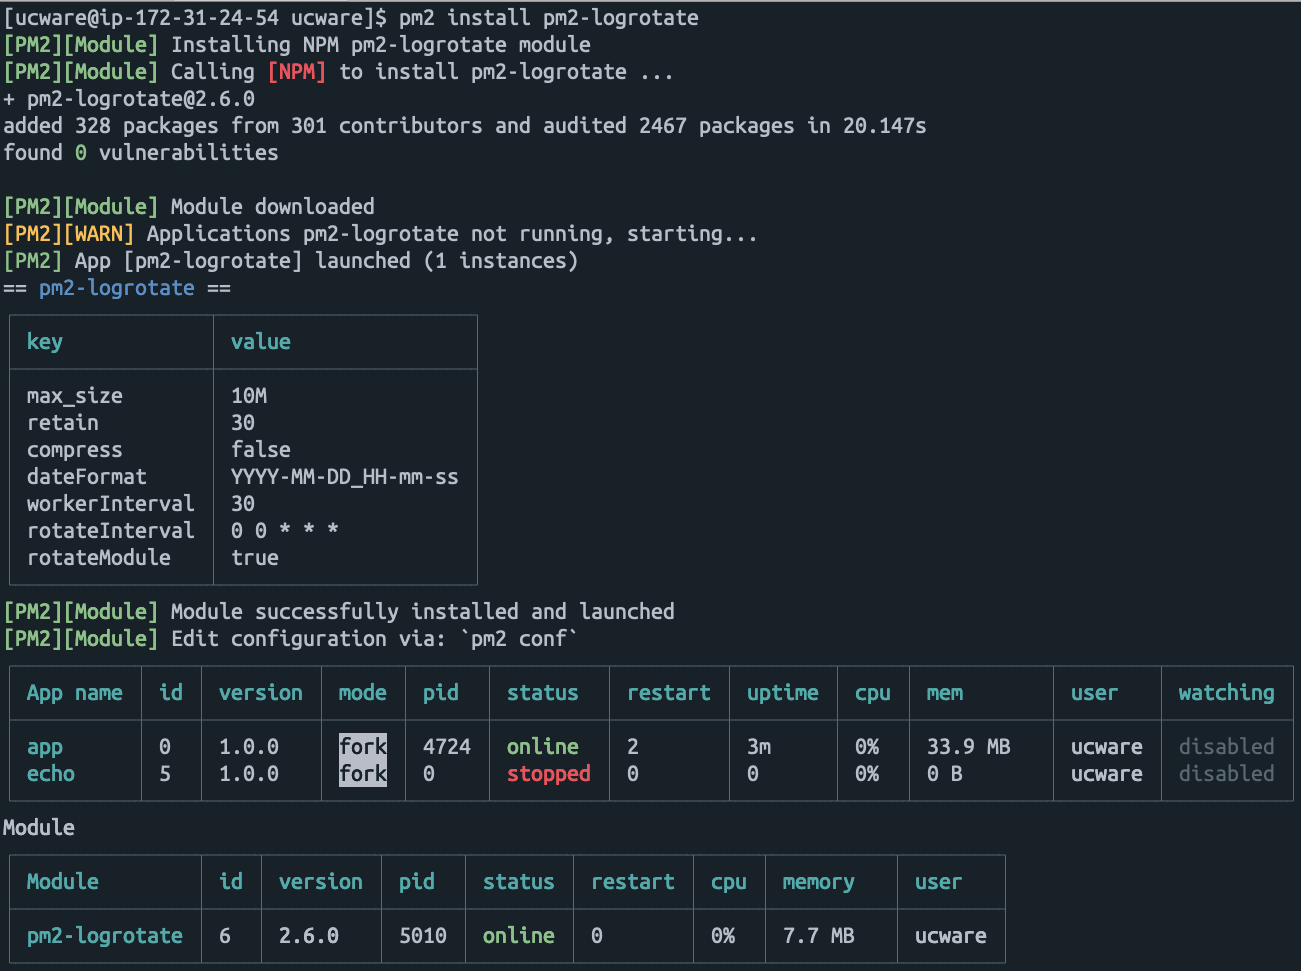 [ucware@ip-172-31-24-54 ucware]$ pm2 install pm2-logrotate
[PM2][Module] Installing NPM pm2-logrotate module
[PM2][Module] Calling [NPM] to install pm2-logrotate ...
+ pm2-logrotate@2.6.0
added 328 packages from 301 contributors and audited 2467 packages in 20.147s
found 0 vulnerabilities
[PM2][Module] Module downloaded
[PM2][WARN] Applications pm2-logrotate not running, starting...
[PM2] App [pm2-logrotate] launched (1 instances)
== pm2-logrotate ==
key value
max_size 10M
retain 30
compress false
dateFormat YYYY-MM-DD_HH-mm-ss
workerInterval 30
rotateInterval 0 0 * * *
rotateModule true
[PM2][Module] Module successfully installed and launched
[PM2][Module] Edit configuration via: `pm2 conf`
App name id version mode pid status restart uptime cpu mem user watching
app 0 1.0.0 fork 4724 online 2 3m 0% 33.9 MB ucware disabled
echo 5 1.0.0 fork 0 stopped 0 0 0% 0 B ucware disabled
Module
Module id version pid status restart cpu memory user
pm2-logrotate 6 2.6.0 5010 online 0 0% 7.7 MB ucware